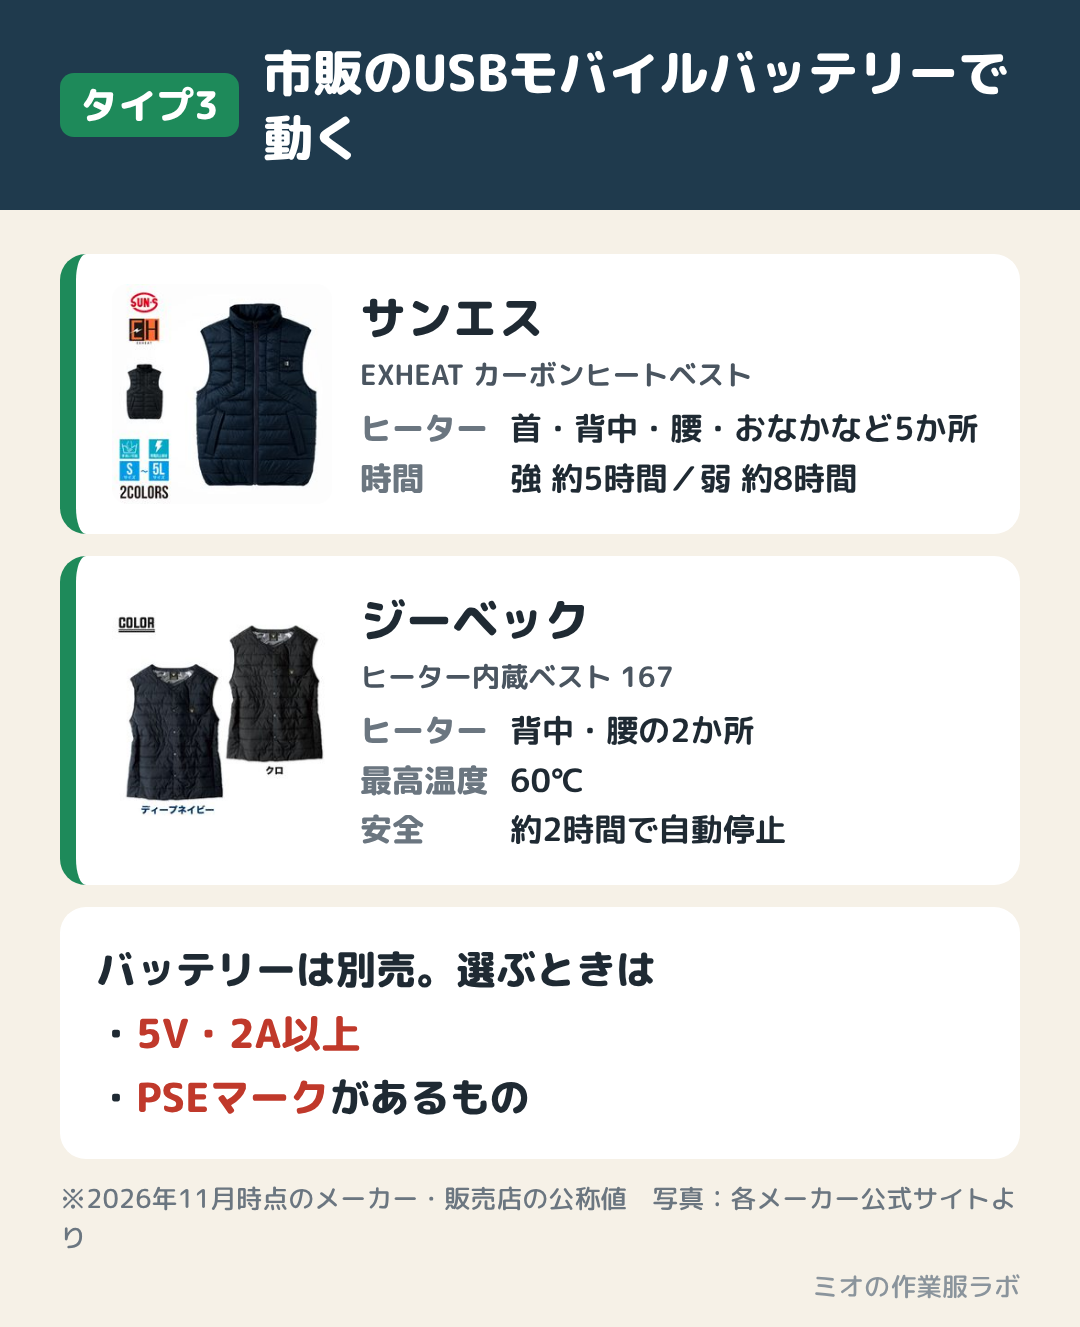 タイプ3
市販のUSBモバイルバッテリーで
動く
SUN-S
EH
EXHEAT
S ～ 5L
サイズ サイズ
2COLORS
サンエス
EXHEAT カーボンヒートベスト
ヒーター 首・背中・腰・おなかなど5か所
時間 強 約5時間／弱 約8時間
COLOR
クロ
ディープネイビー
ジーベック
ヒーター内蔵ベスト 167
ヒーター 背中・腰の2か所
最高温度 60℃
安全 約2時間で自動停止
バッテリーは別売。選ぶときは
・5V・2A以上
・PSEマークがあるもの
※2026年11月時点のメーカー・販売店の公称値　写真：各メーカー公式サイトよ
り
ミオの作業服ラボ